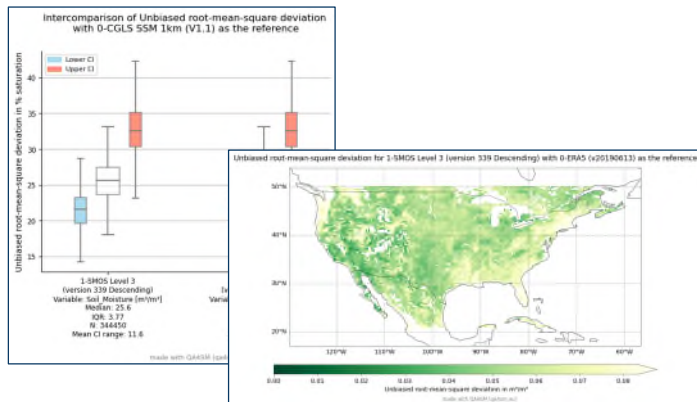 Intercomparison of Unbiased root-mean-square deviation
with 0-CGLS SSM 1km (V1.1) as the reference
Unbiased root-mean-square deviation in % saturation
Lower CI
Upper CI
40
35
30
25
20
15
1-SMOS Level 3
(version 339 Descending)
Variable: Soil_Moisture [m³/m³]
Median: 25.6
IQR: 3.77
N: 344450
Mean CI range: 11.6
made with QA4SM
Unbiased root-mean-square deviation for 1-SMOS Level 3 (version 339 Descending) with 0-ERA5 (v20190613) as the reference
50°N
40°N
30°N
20°N
120°W 110°W 100°W 90°W 80°W 70°W 60°W
0.00 0.01 0.02 0.03 0.04 0.05 0.06 0.07 0.08
Unbiased root-mean-square deviation in m³/m³
made with QA4SM (qa4sm.eu)